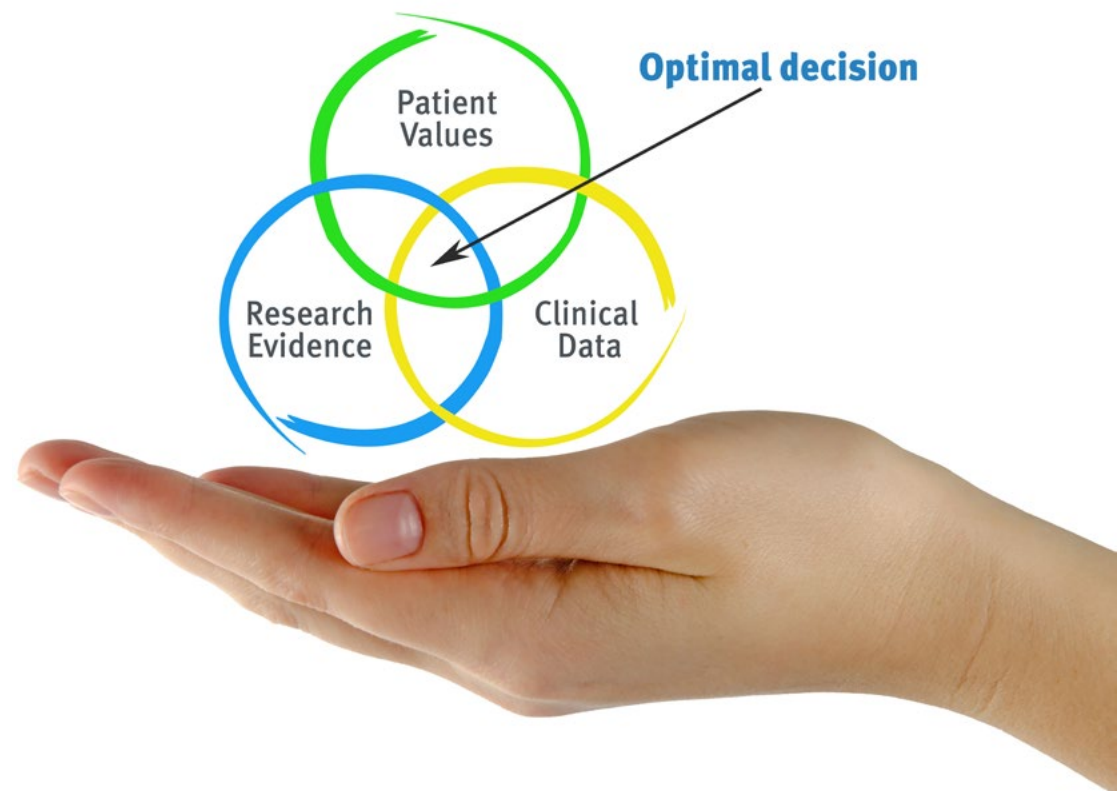 Optimal decision
Patient
Values
Research
Evidence
Clinical
Data